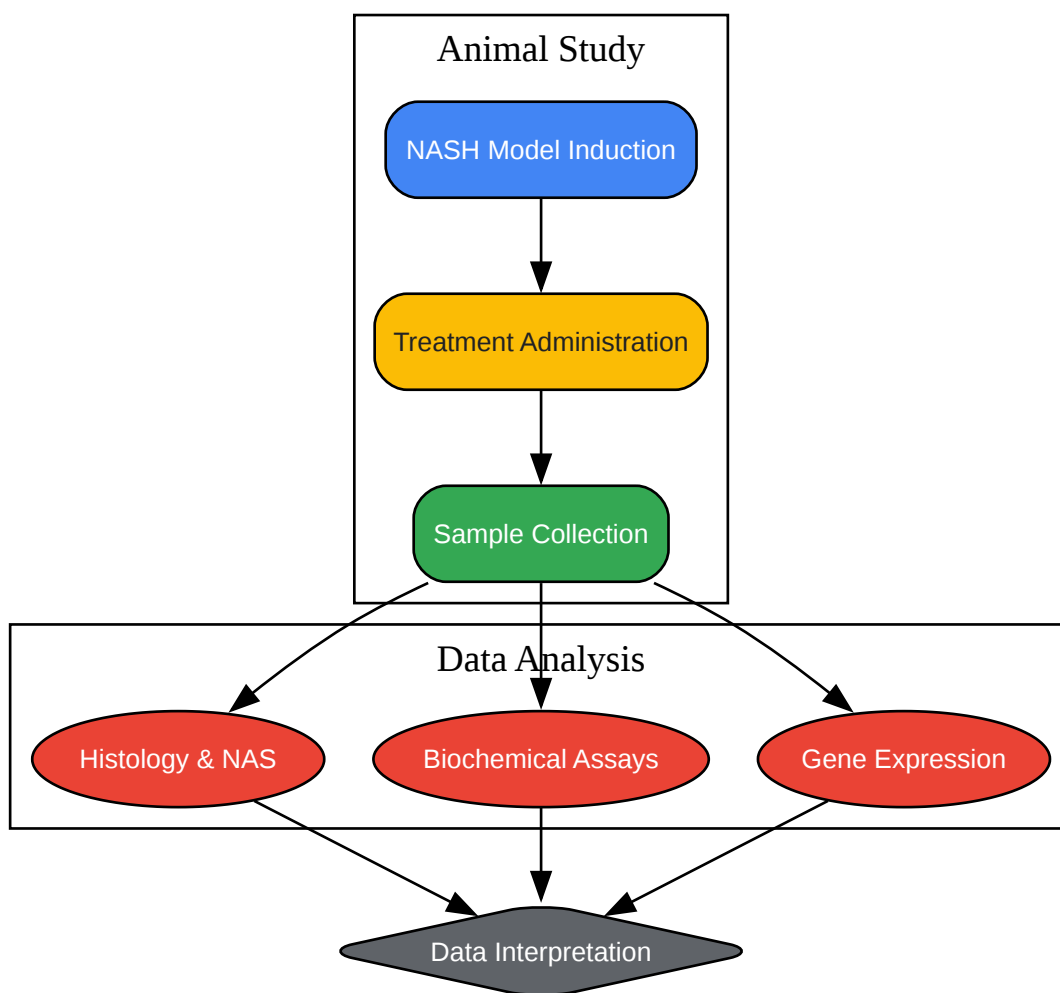 Animal Study
NASH Model Induction
Treatment Administration
Sample Collection
Data Analysis
Histology & NAS
Biochemical Assays
Gene Expression
Data Interpretation